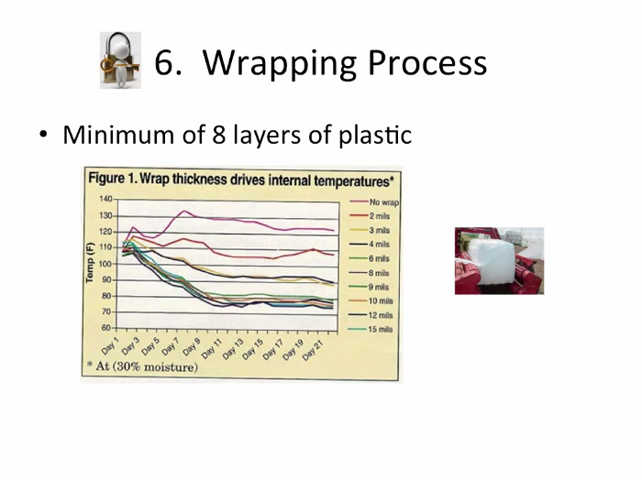 6. Wrapping Process
• Minimum of 8 layers of plastic
Figure 1. Wrap thickness drives internal temperatures*
Temp (F)
140
130
120
110
100
90
80
70
60
Day 1
Day 3
Day 5
Day 7
Day 9
Day 11
Day 13
Day 15
Day 17
Day 19
Day 21
No wrap
2 mils
3 mils
4 mils
6 mils
8 mils
9 mils
10 mils
12 mils
15 mils
* At (30% moisture)